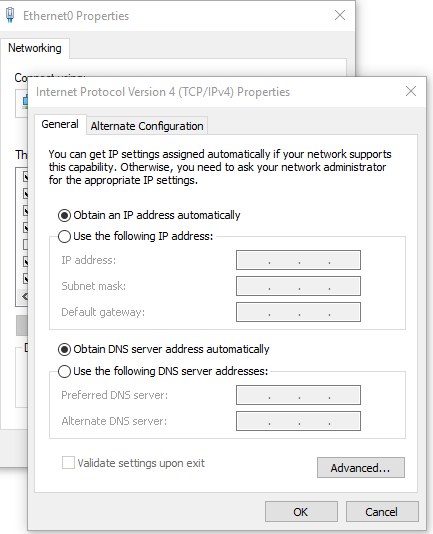 Ethernet0 Properties
Networking
Connect using:
Internet Protocol Version 4 (TCP/IPv4) Properties
General
Alternate Configuration
You can get IP settings assigned automatically if your network supports
this capability. Otherwise, you need to ask your network administrator
for the appropriate IP settings.
Obtain an IP address automatically
Use the following IP address:
IP address:
Subnet mask:
Default gateway:
Obtain DNS server address automatically
Use the following DNS server addresses:
Preferred DNS server:
Alternate DNS server:
Validate settings upon exit
Advanced...
OK
Cancel